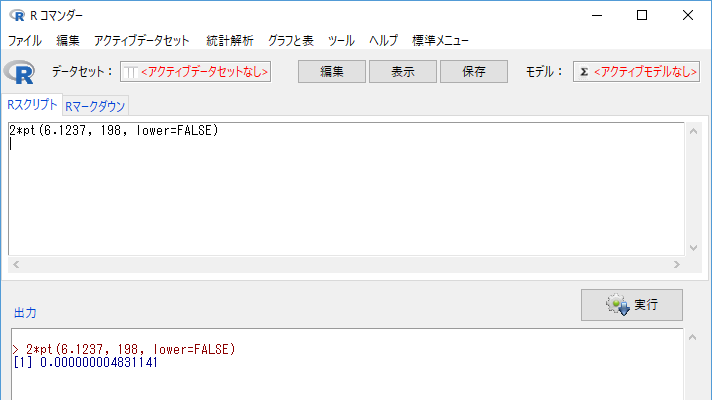 R コマンダー
ファイル 編集 アクティブデータセット 統計解析 グラフと表 ツール ヘルプ 標準メニュー
R データセット： <アクティブデータセットなし> 編集 表示 保存 モデル： Σ <アクティブモデルなし>
Rスクリプト Rマークダウン
2*pt(6.1237, 198, lower=FALSE)
出力 実行
> 2*pt(6.1237, 198, lower=FALSE)
[1] 0.000000004831141